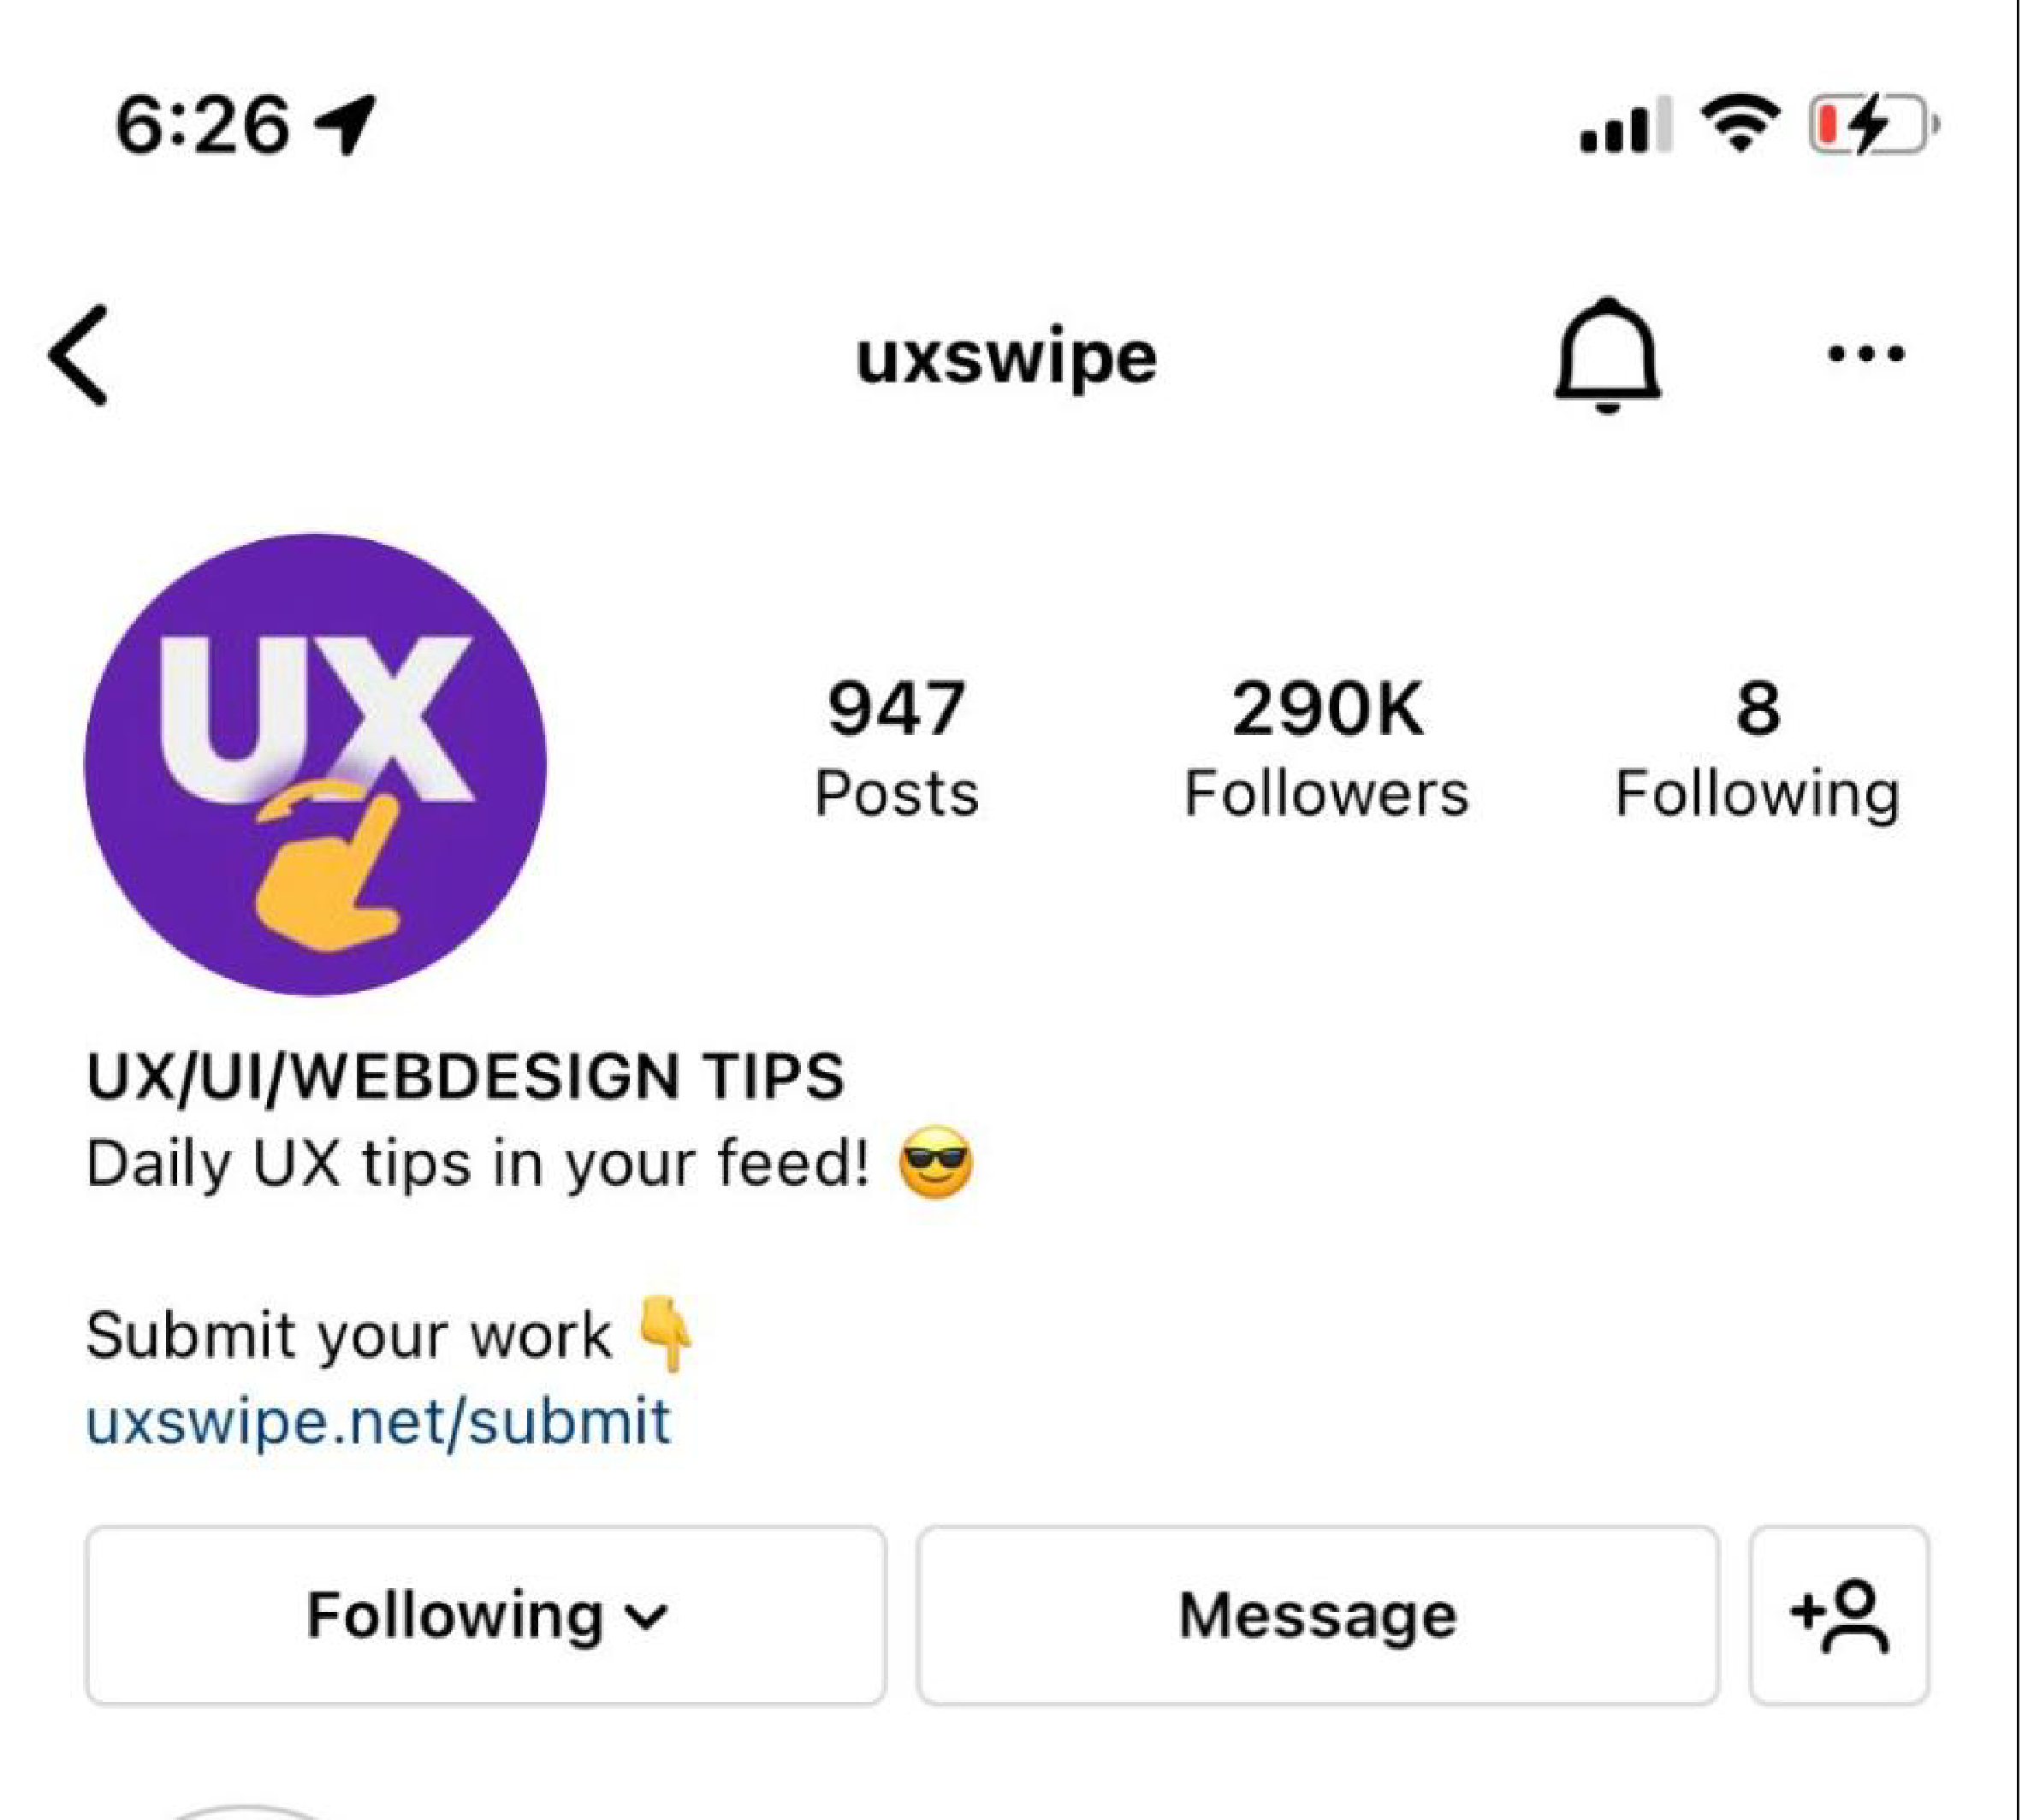 6:26
uxswipe
UX
947 290K 8
Posts Followers Following
UX/UI/WEBDESIGN TIPS
Daily UX tips in your feed! 😎
Submit your work 👇
uxswipe.net/submit
Following Message